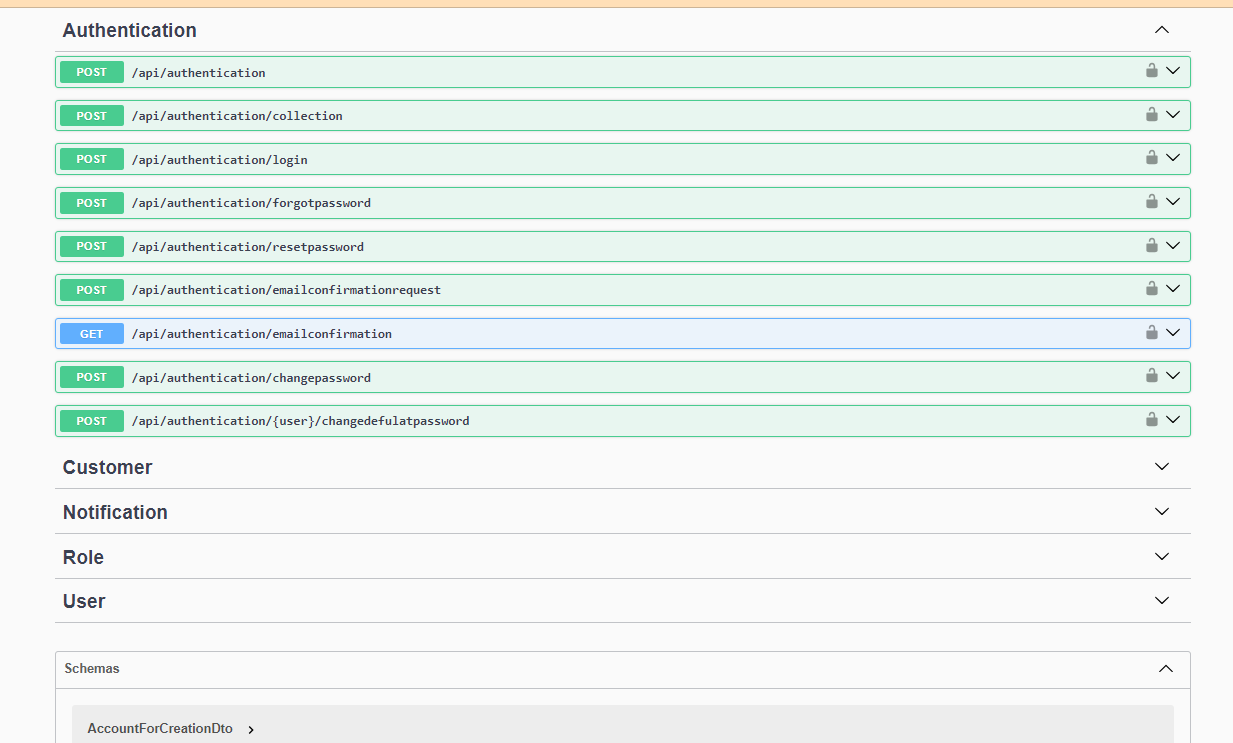 Authentication
POST /api/authentication
POST /api/authentication/collection
POST /api/authentication/login
POST /api/authentication/forgotpassword
POST /api/authentication/resetpassword
POST /api/authentication/emailconfirmationrequest
GET /api/authentication/emailconfirmation
POST /api/authentication/changepassword
POST /api/authentication/{user}/changedefulatpassword
Customer
Notification
Role
User
Schemas
AccountForCreationDto